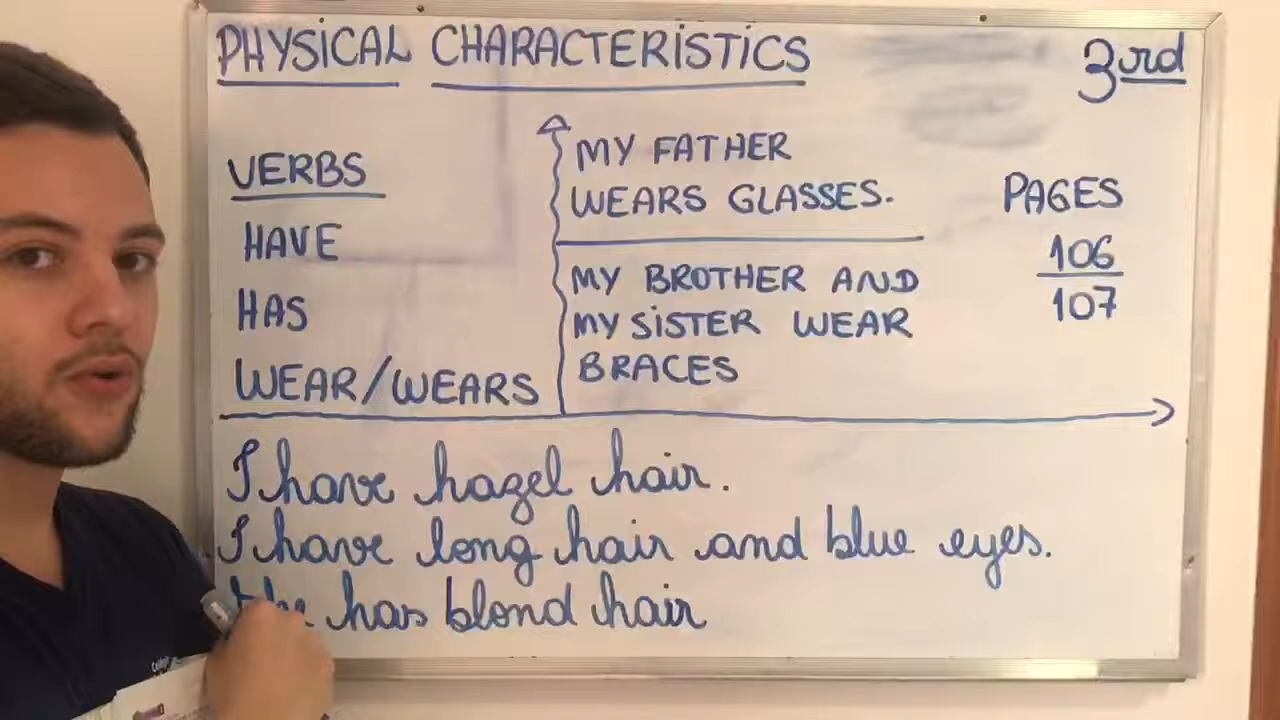 PHYSICAL CHARACTERISTICS
3rd
VERBS
HAVE
HAS
WEAR/WEARS
MY FATHER
WEARS GLASSES.
MY BROTHER AND
MY SISTER WEAR
BRACES
PAGES
106
107
I have hazel hair.
I have long hair and blue eyes.
has blond hair